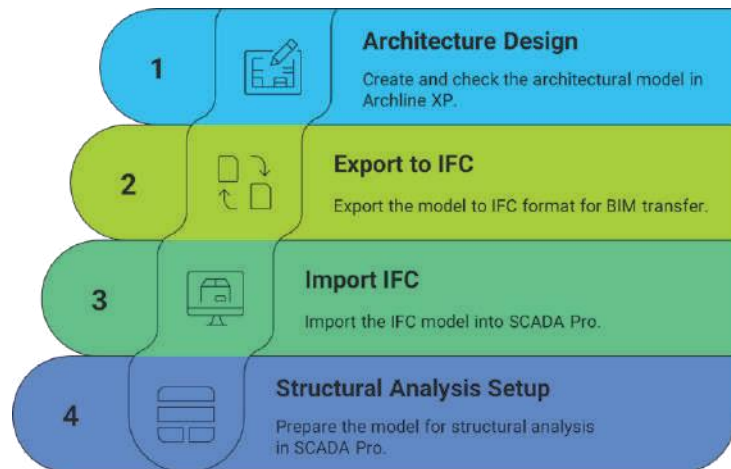 1
Architecture Design
Create and check the architectural model in
Archline XP.
2
Export to IFC
Export the model to IFC format for BIM transfer.
3
Import IFC
Import the IFC model into SCADA Pro.
4
Structural Analysis Setup
Prepare the model for structural analysis
in SCADA Pro.